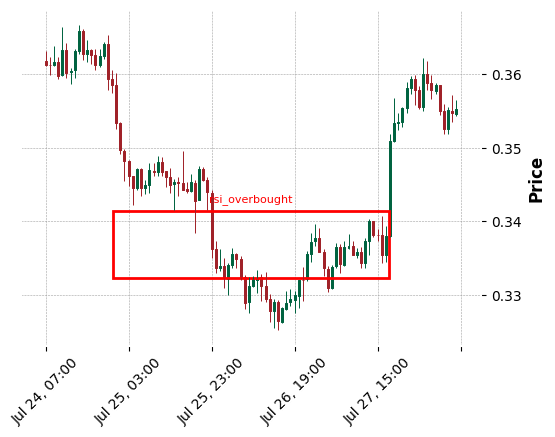 0.36
0.35
rsi_overbought
0.34
0.33
Price
Jul 24, 07:00
Jul 25, 03:00
Jul 25, 23:00
Jul 26, 19:00
Jul 27, 15:00